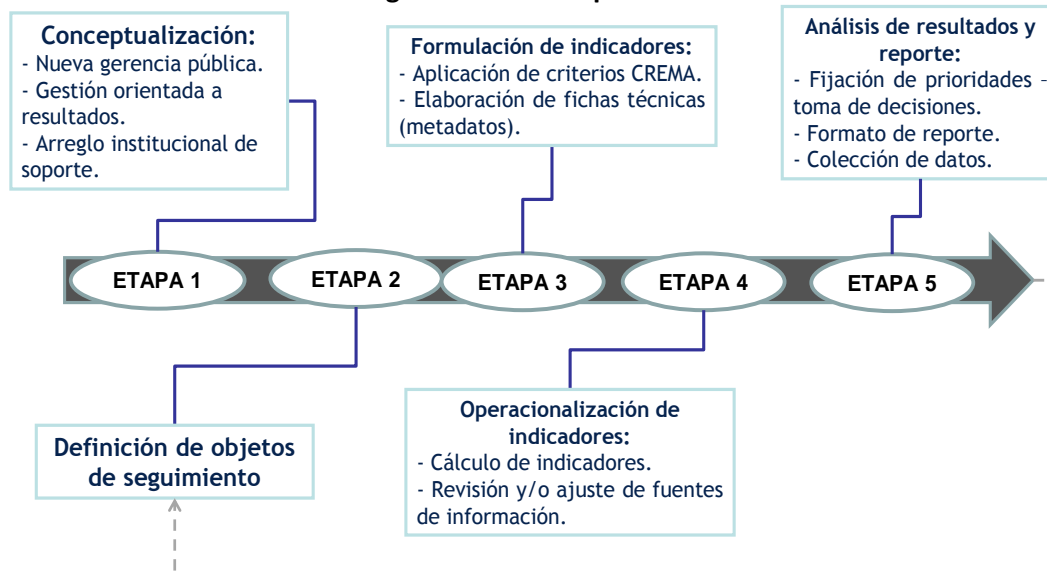 Conceptualización:
- Nueva gerencia pública.
- Gestión orientada a
resultados.
- Arreglo institucional de
soporte.
Formulación de indicadores:
- Aplicación de criterios CREMA.
- Elaboración de fichas técnicas
(metadatos).
Análisis de resultados y
reporte:
- Fijación de prioridades –
toma de decisiones.
- Formato de reporte.
- Colección de datos.
ETAPA 1
ETAPA 2
ETAPA 3
ETAPA 4
ETAPA 5
Definición de objetos
de seguimiento
Operacionalización de
indicadores:
- Cálculo de indicadores.
- Revisión y/o ajuste de fuentes
de información.